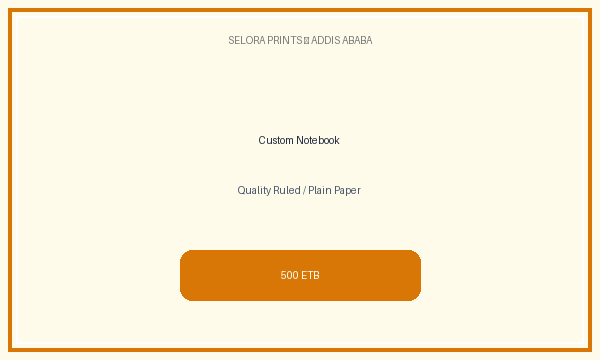 SELORA PRINTS ADDIS ABABA
Custom Notebook
Quality Ruled / Plain Paper
500 ETB